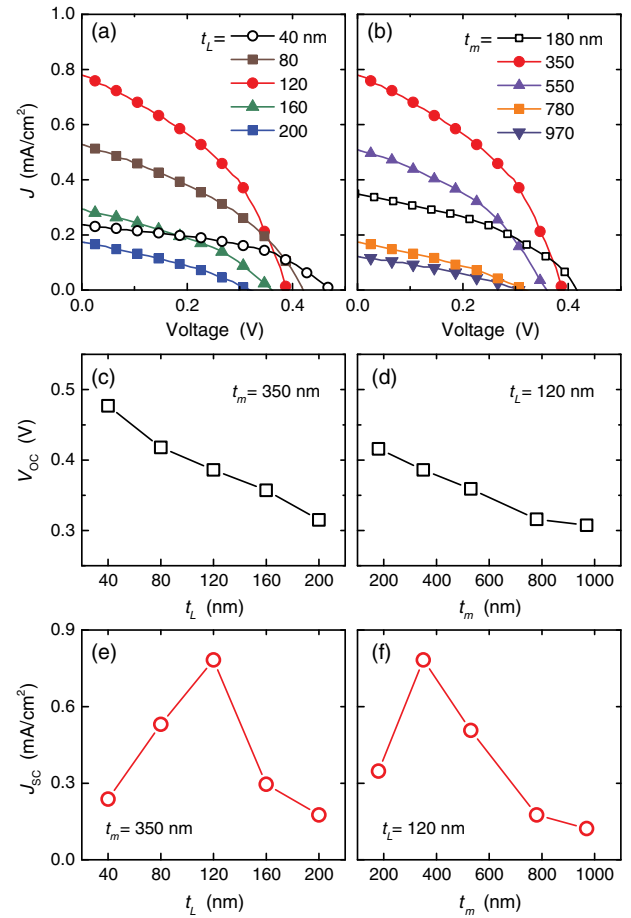 (a)
t_L = 40 nm
80
120
160
200
J (mA/cm²)
1.0
0.8
0.6
0.4
0.2
0.0
0.0 0.2 0.4
Voltage (V)
(b)
t_m = 180 nm
350
550
780
970
0.0 0.2 0.4
Voltage (V)
(c)
t_m = 350 nm
V_OC (V)
0.5
0.4
0.3
40 80 120 160 200
t_L (nm)
(d)
t_L = 120 nm
200 400 600 800 1000
t_m (nm)
(e)
J_SC (mA/cm²)
0.9
0.6
0.3
0.0
t_m = 350 nm
40 80 120 160 200
t_L (nm)
(f)
t_L = 120 nm
200 400 600 800 1000
t_m (nm)